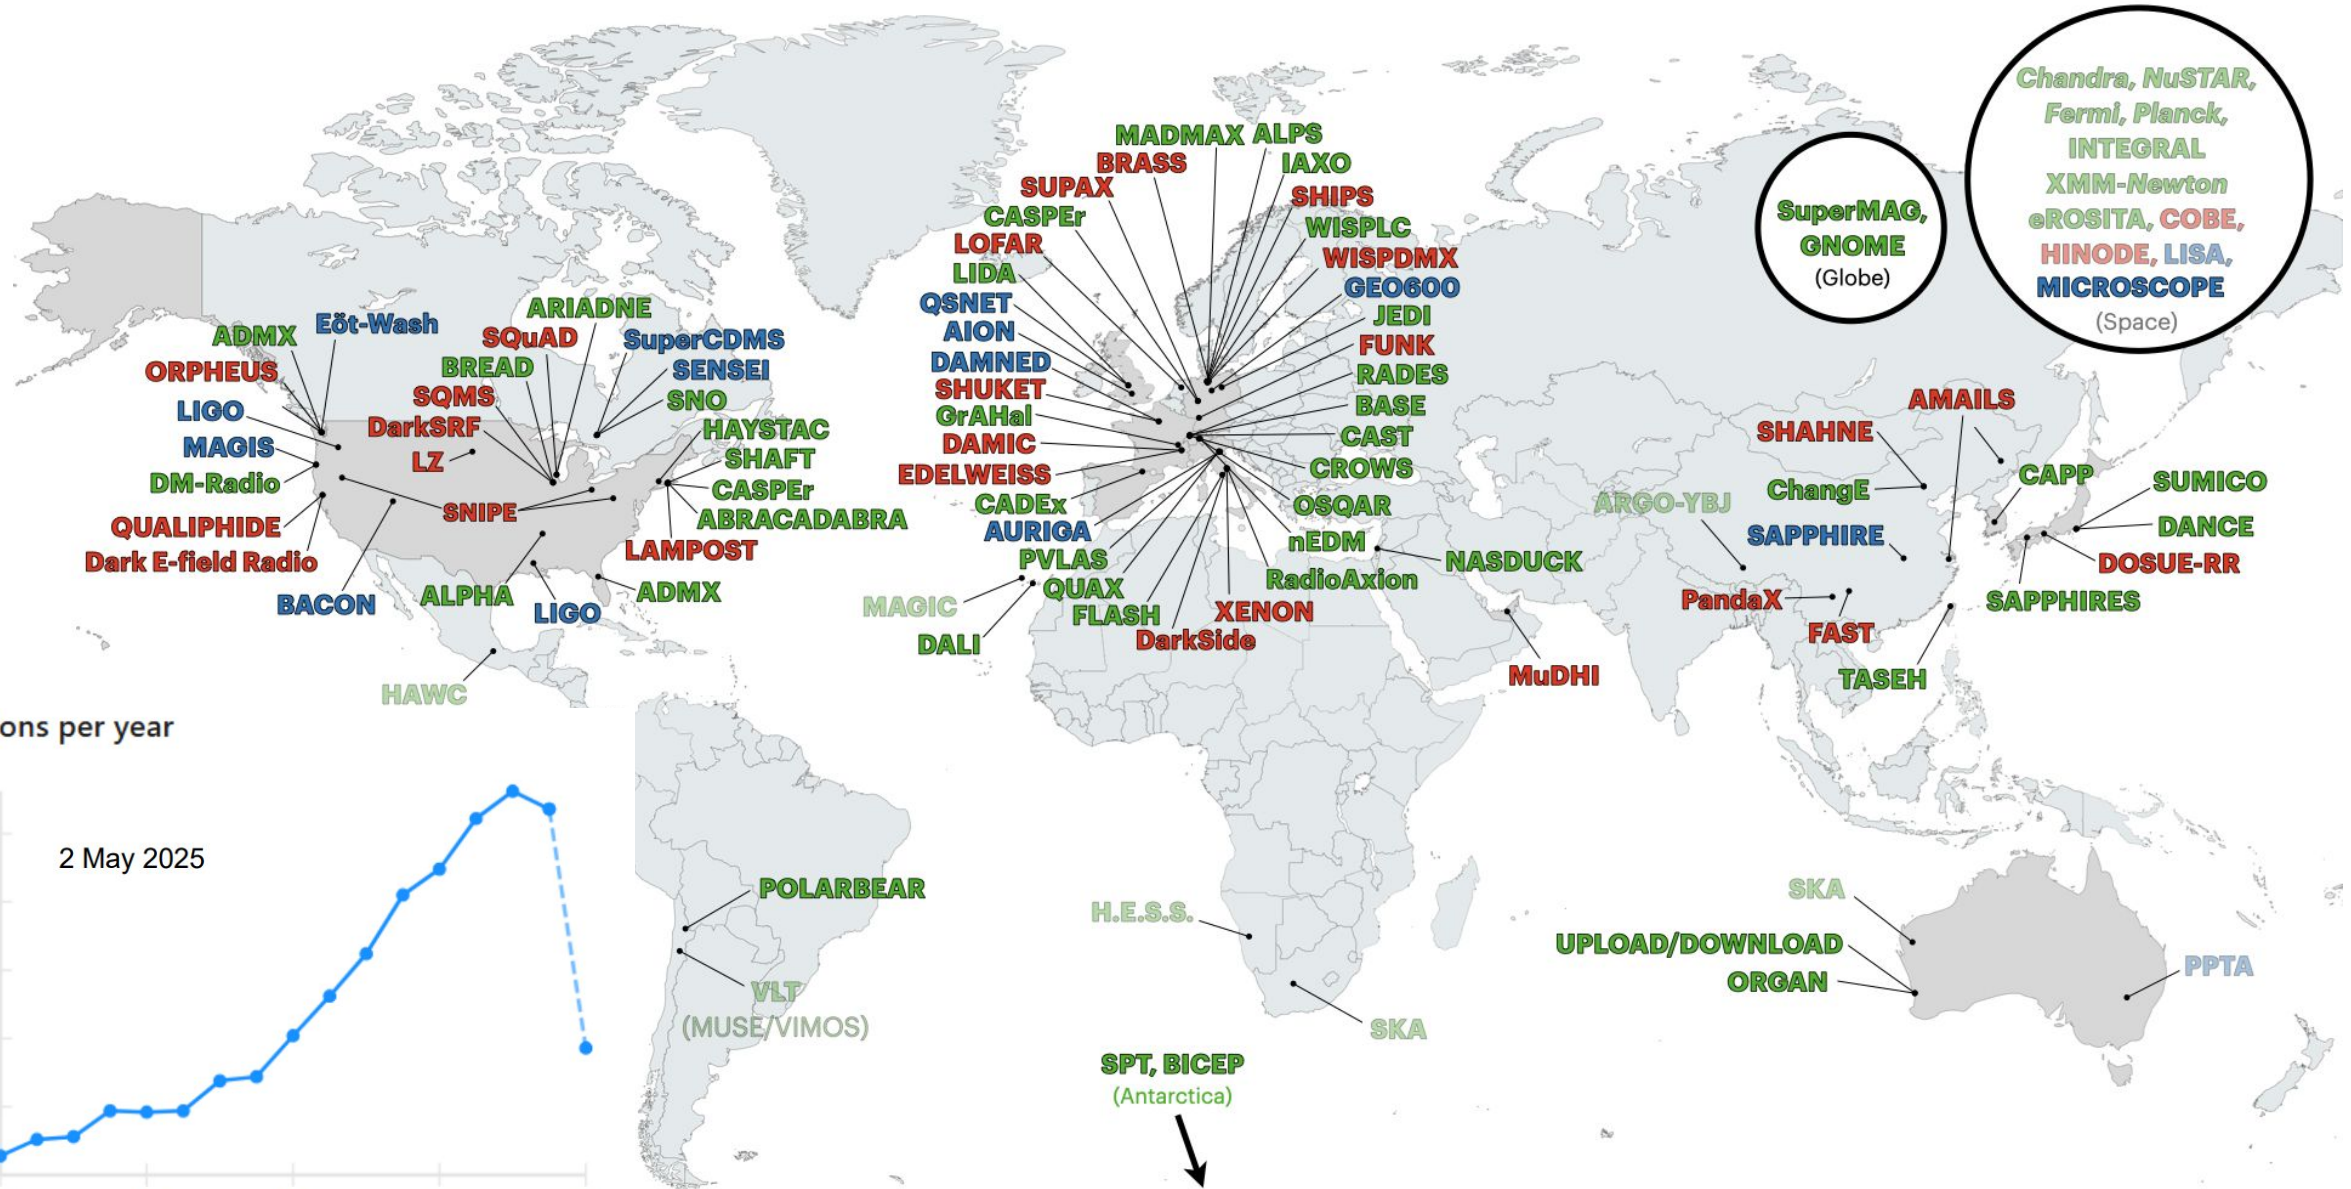 Chandra, NuSTAR,
Fermi, Planck,
INTEGRAL
XMM-Newton
eROSITA, COBE,
HINODE, LISA,
MICROSCOPE
(Space)
SuperMAG,
GNOME
(Globe)
MADMAX ALPS
BRASS
IAXO
SUPAX
SHIPS
CASPEr
WISPLC
LOFAR
WISPDMX
LIDA
GEO600
QSNET
JEDI
AION
FUNK
DAMNED
RADES
SHUKET
BASE
GrAHal
CAST
DAMIC
CROWS
EDELWEISS
OSQAR
CADEx
nEDM
AURIGA
NASDUCK
PVLAS
RadioAxion
QUAX
XENON
FLASH
DarkSide
MAGIC
DALI
MuDHI
ARIADNE
Eöt-Wash
ADMX
SQuAD
SuperCDMS
BREAD
SENSEI
ORPHEUS
SQMS
SNO
LIGO
DarkSRF
HAYSTAC
MAGIS
LZ
SHAFT
DM-Radio
CASPEr
SNIPE
ABRACADABRA
QUALIPHIDE
LAMPOST
Dark E-field Radio
BACON
ALPHA
LIGO
ADMX
HAWC
AMAILS
SHAHNE
CAPP
SUMICO
ChangE
ARGO-YBJ
DANCE
SAPPHIRE
DOSUE-RR
PandaX
SAPPHIRES
FAST
TASEH
ons per year
2 May 2025
POLARBEAR
VLT
(MUSE/VIMOS)
H.E.S.S.
SKA
SPT, BICEP
(Antarctica)
SKA
UPLOAD/DOWNLOAD
ORGAN
PPTA